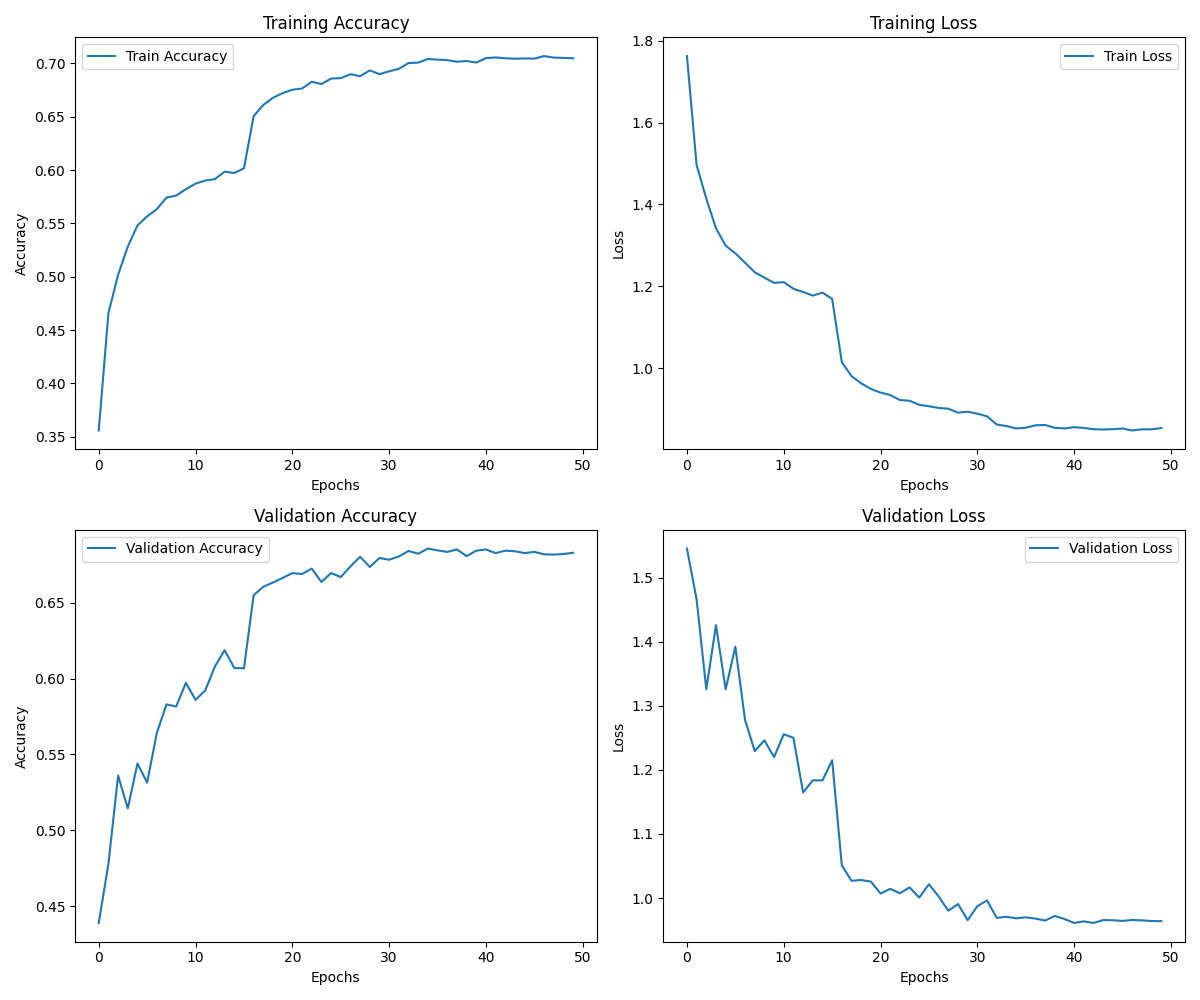 Training Accuracy
Train Accuracy
0.70
0.65
0.60
0.55
0.50
0.45
0.40
0.35
Accuracy
0 10 20 30 40 50
Epochs
Training Loss
Train Loss
1.8
1.6
1.4
1.2
1.0
Loss
0 10 20 30 40 50
Epochs
Validation Accuracy
Validation Accuracy
0.65
0.60
0.55
0.50
0.45
Accuracy
0 10 20 30 40 50
Epochs
Validation Loss
Validation Loss
1.5
1.4
1.3
1.2
1.1
1.0
Loss
0 10 20 30 40 50
Epochs